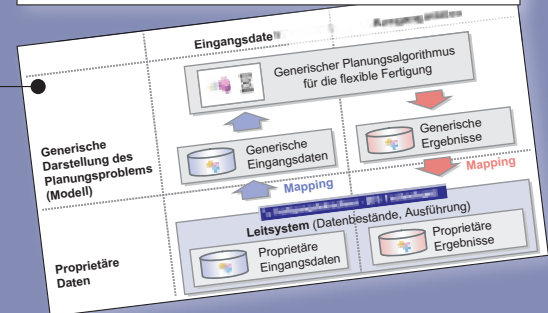 Eingangsdaten
Generischer Planungsalgorithmus
für die flexible Fertigung
Generische
Darstellung des
Planungsproblems
(Modell)
Generische
Eingangsdaten
Generische
Ergebnisse
Mapping
Mapping
Leitsystem (Datenbestände, Ausführung)
Proprietäre
Daten
Proprietäre
Eingangsdaten
Proprietäre
Ergebnisse